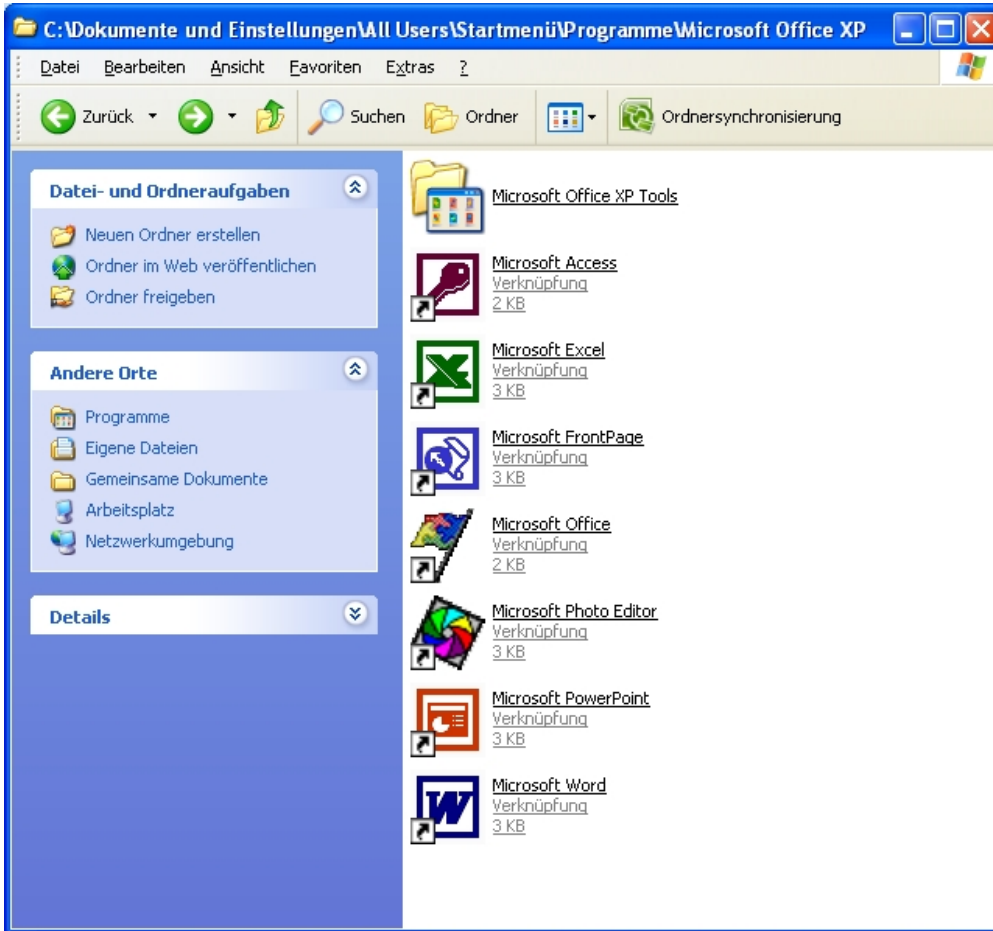 C:\Dokumente und Einstellungen\All Users\Startmenü\Programme\Microsoft Office XP
Datei Bearbeiten Ansicht Favoriten Extras ?
Zurück Suchen Ordner Ordnersynchronisierung
Datei- und Ordneraufgaben
Neuen Ordner erstellen
Ordner im Web veröffentlichen
Ordner freigeben
Andere Orte
Programme
Eigene Dateien
Gemeinsame Dokumente
Arbeitsplatz
Netzwerkumgebung
Details
Microsoft Office XP Tools
Microsoft Access
Verknüpfung
2 KB
Microsoft Excel
Verknüpfung
3 KB
Microsoft FrontPage
Verknüpfung
3 KB
Microsoft Office
Verknüpfung
2 KB
Microsoft Photo Editor
Verknüpfung
3 KB
Microsoft PowerPoint
Verknüpfung
3 KB
Microsoft Word
Verknüpfung
3 KB